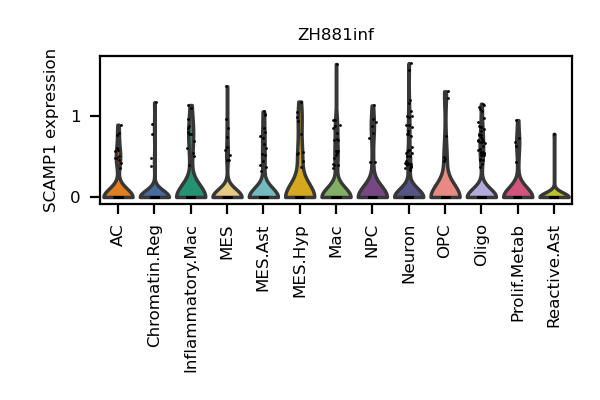 ZH881inf
SCAMP1 expression
1
0
AC
Chromatin.Reg
Inflammatory.Mac
MES
MES.Ast
MES.Hyp
Mac
NPC
Neuron
OPC
Oligo
Prolif.Metab
Reactive.Ast